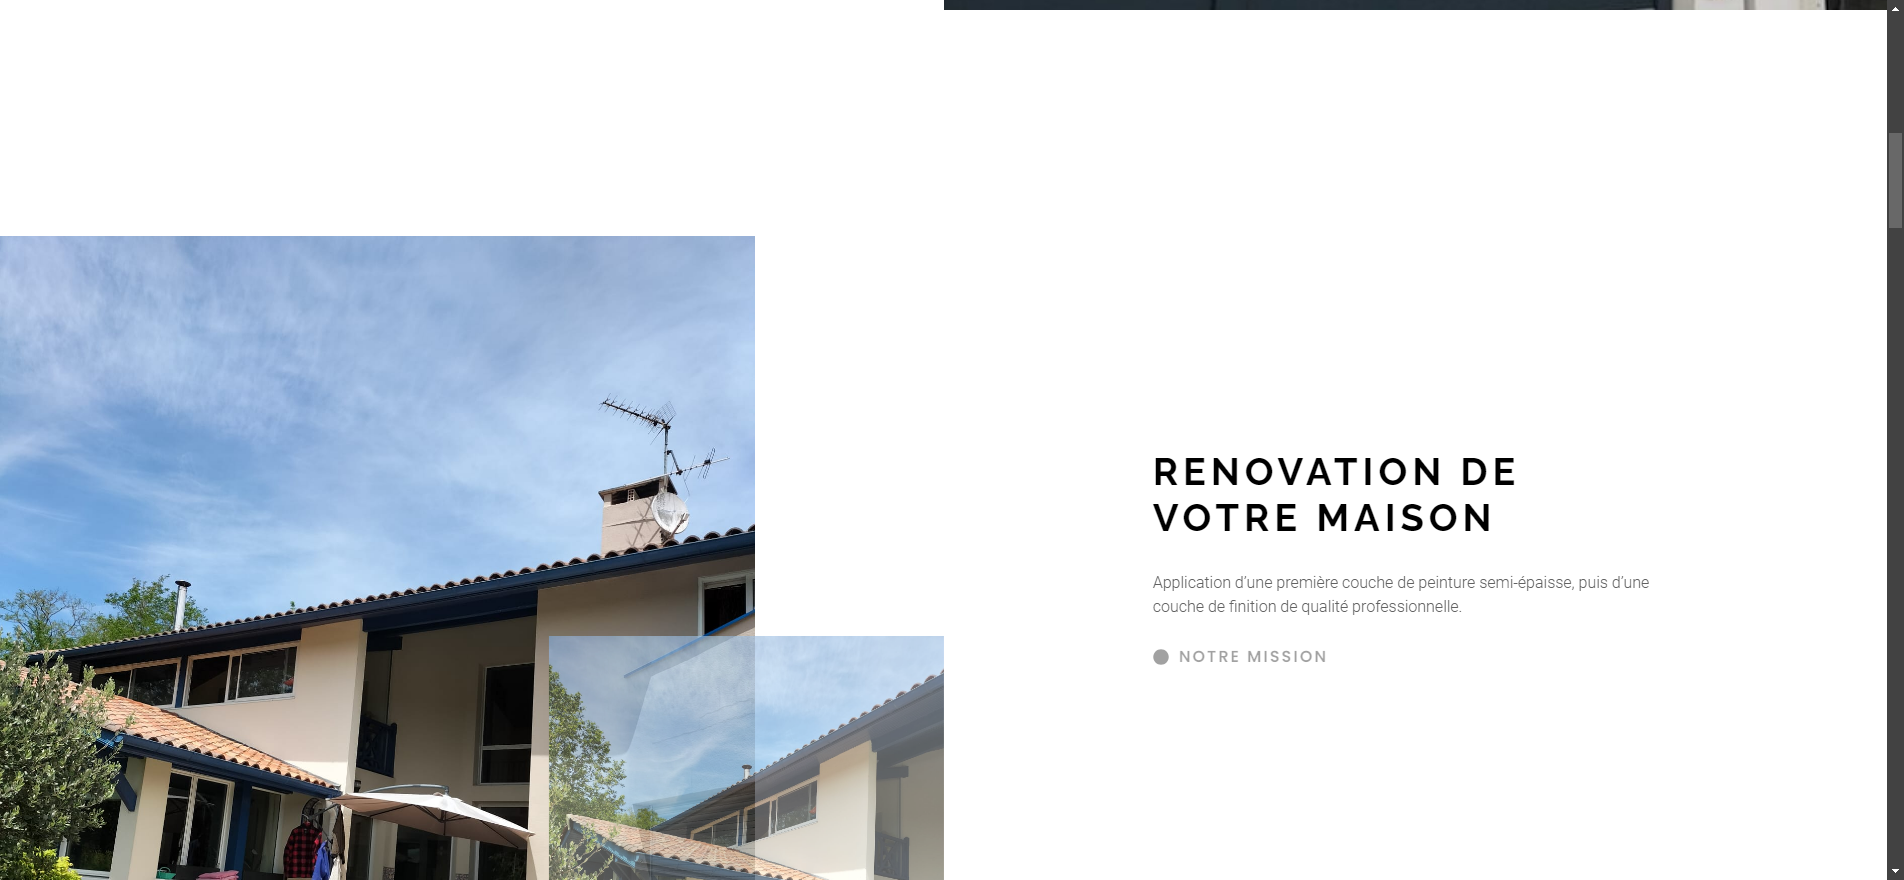 RENOVATION DE
VOTRE MAISON
Application d’une première couche de peinture semi-épaisse, puis d’une
couche de finition de qualité professionnelle.
NOTRE MISSION